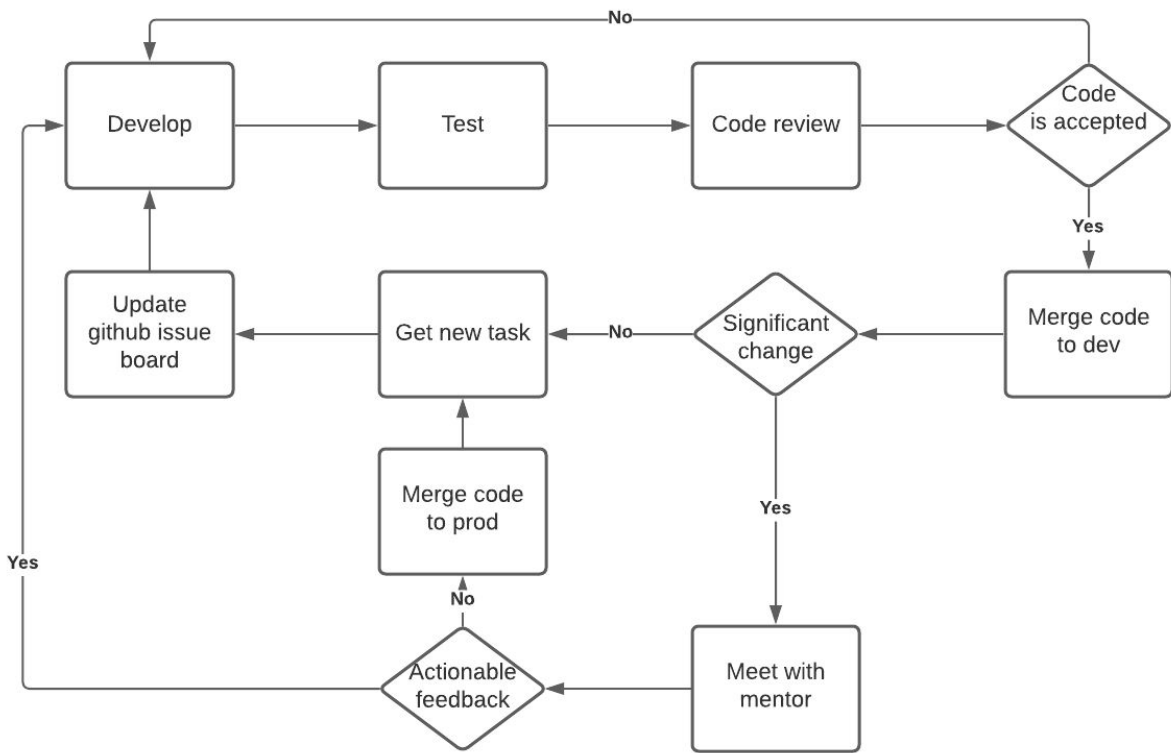 No
Develop
Test
Code review
Code
is accepted
Yes
Update
github issue
board
Get new task
No
Significant
change
Merge code
to dev
Merge code
to prod
Yes
Yes
No
Actionable
feedback
Meet with
mentor